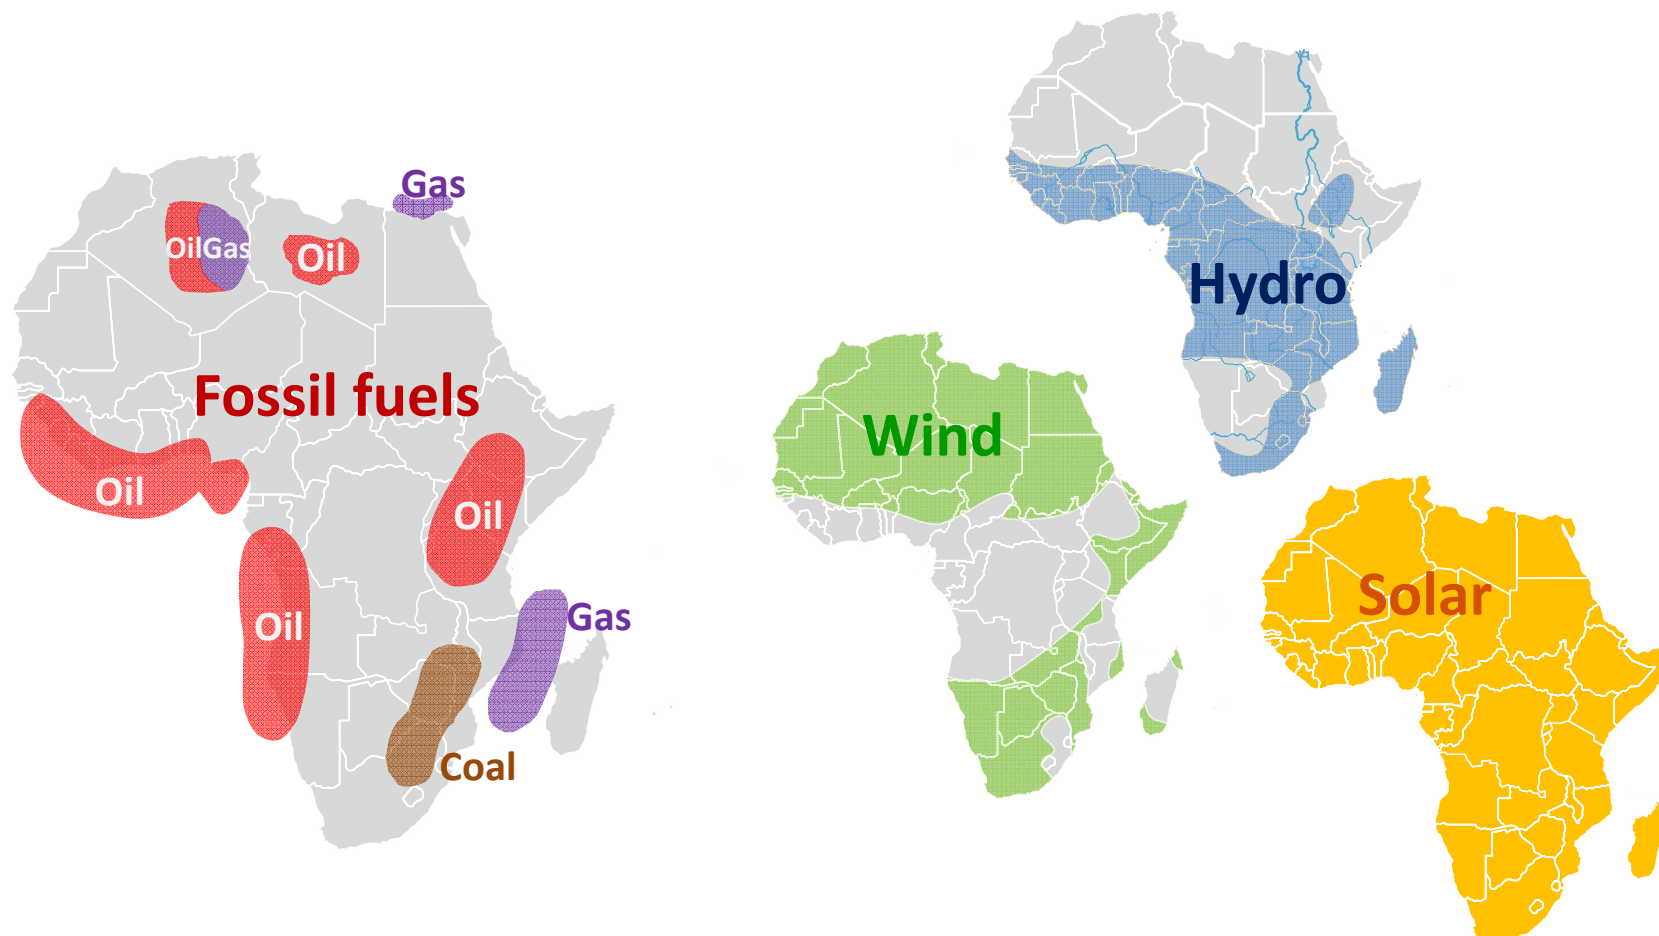 Gas
OilGas
Oil
Fossil fuels
Oil
Oil
Oil
Gas
Coal
Hydro
Wind
Solar